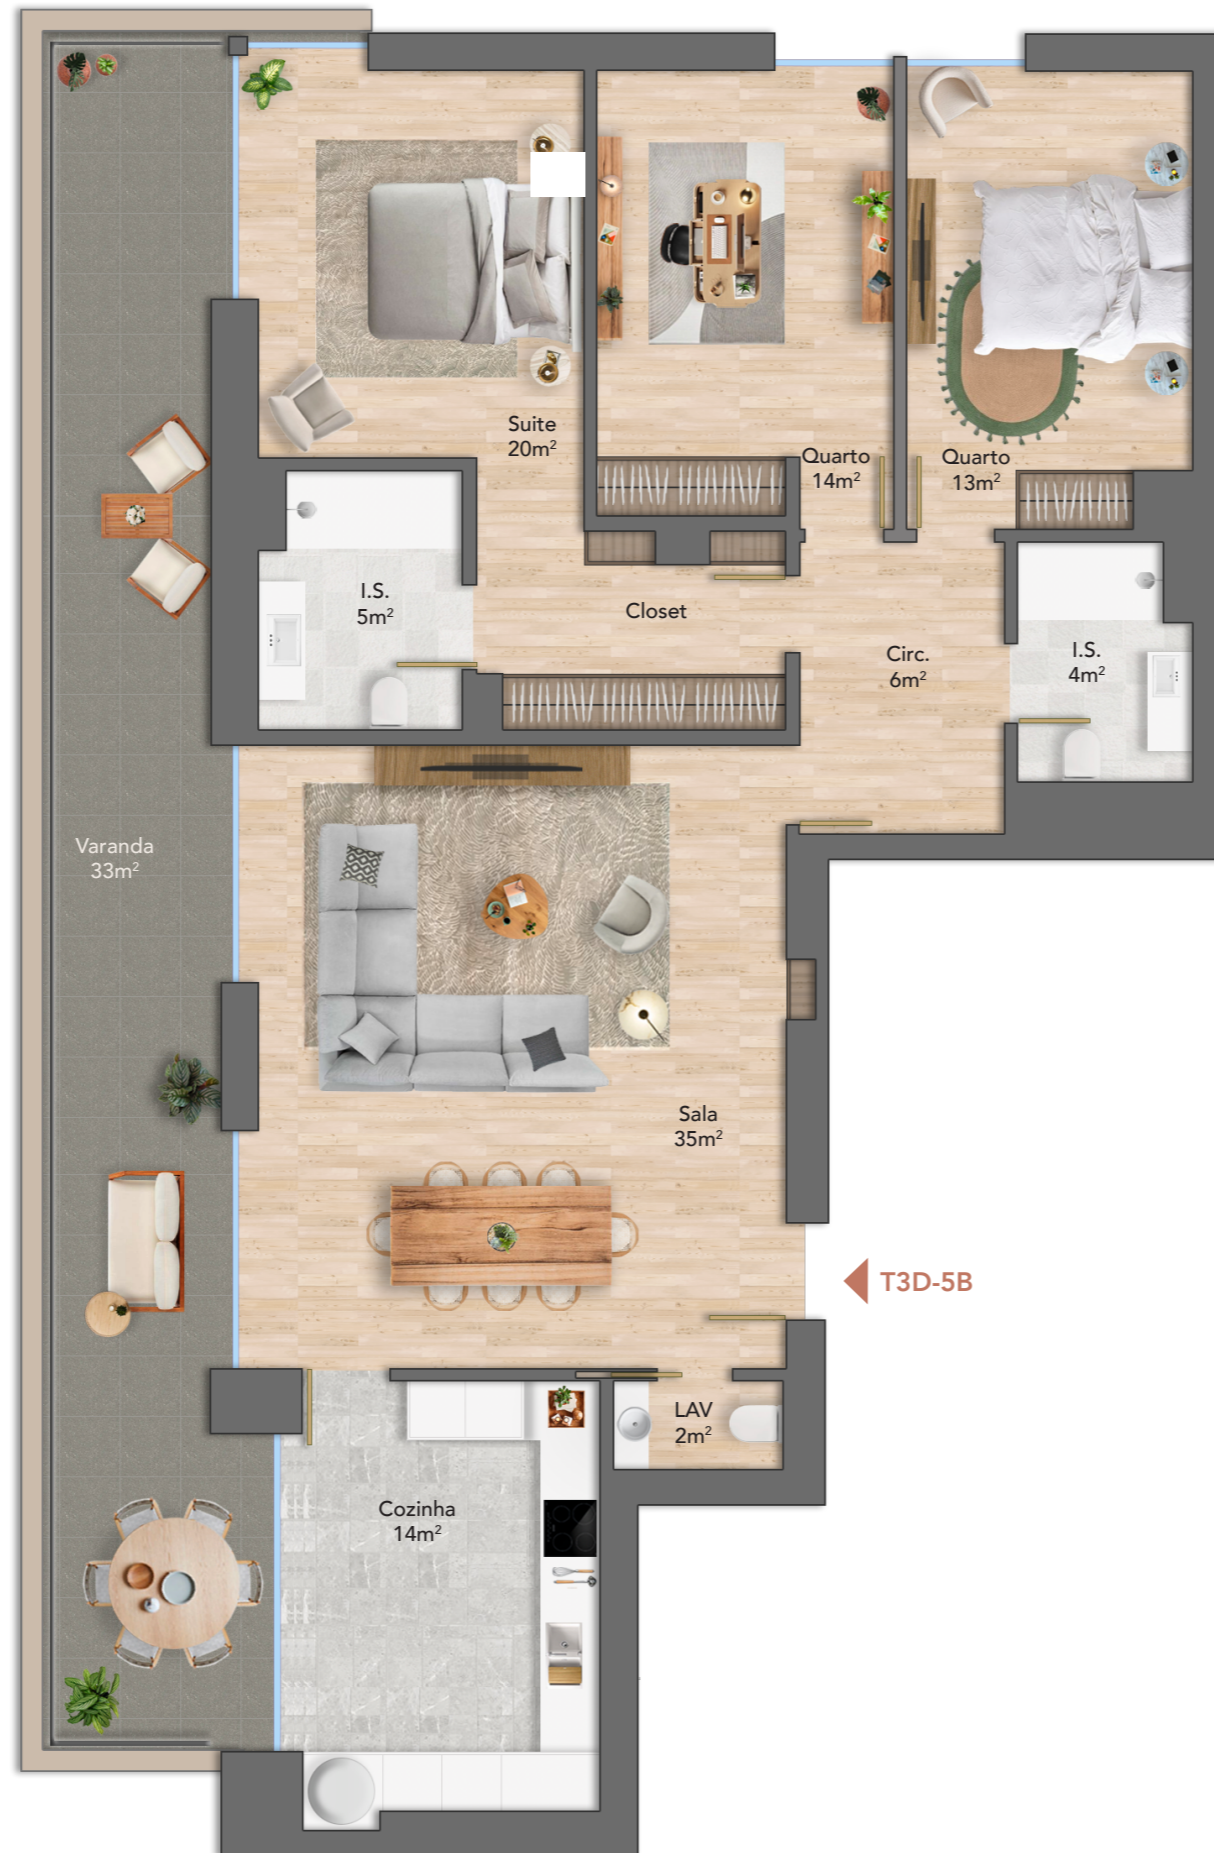 Suite
20m²
Quarto
14m²
Quarto
13m²
I.S.
5m²
Closet
Circ.
6m²
I.S.
4m²
Varanda
33m²
Sala
35m²
T3D-5B
LAV
2m²
Cozinha
14m²